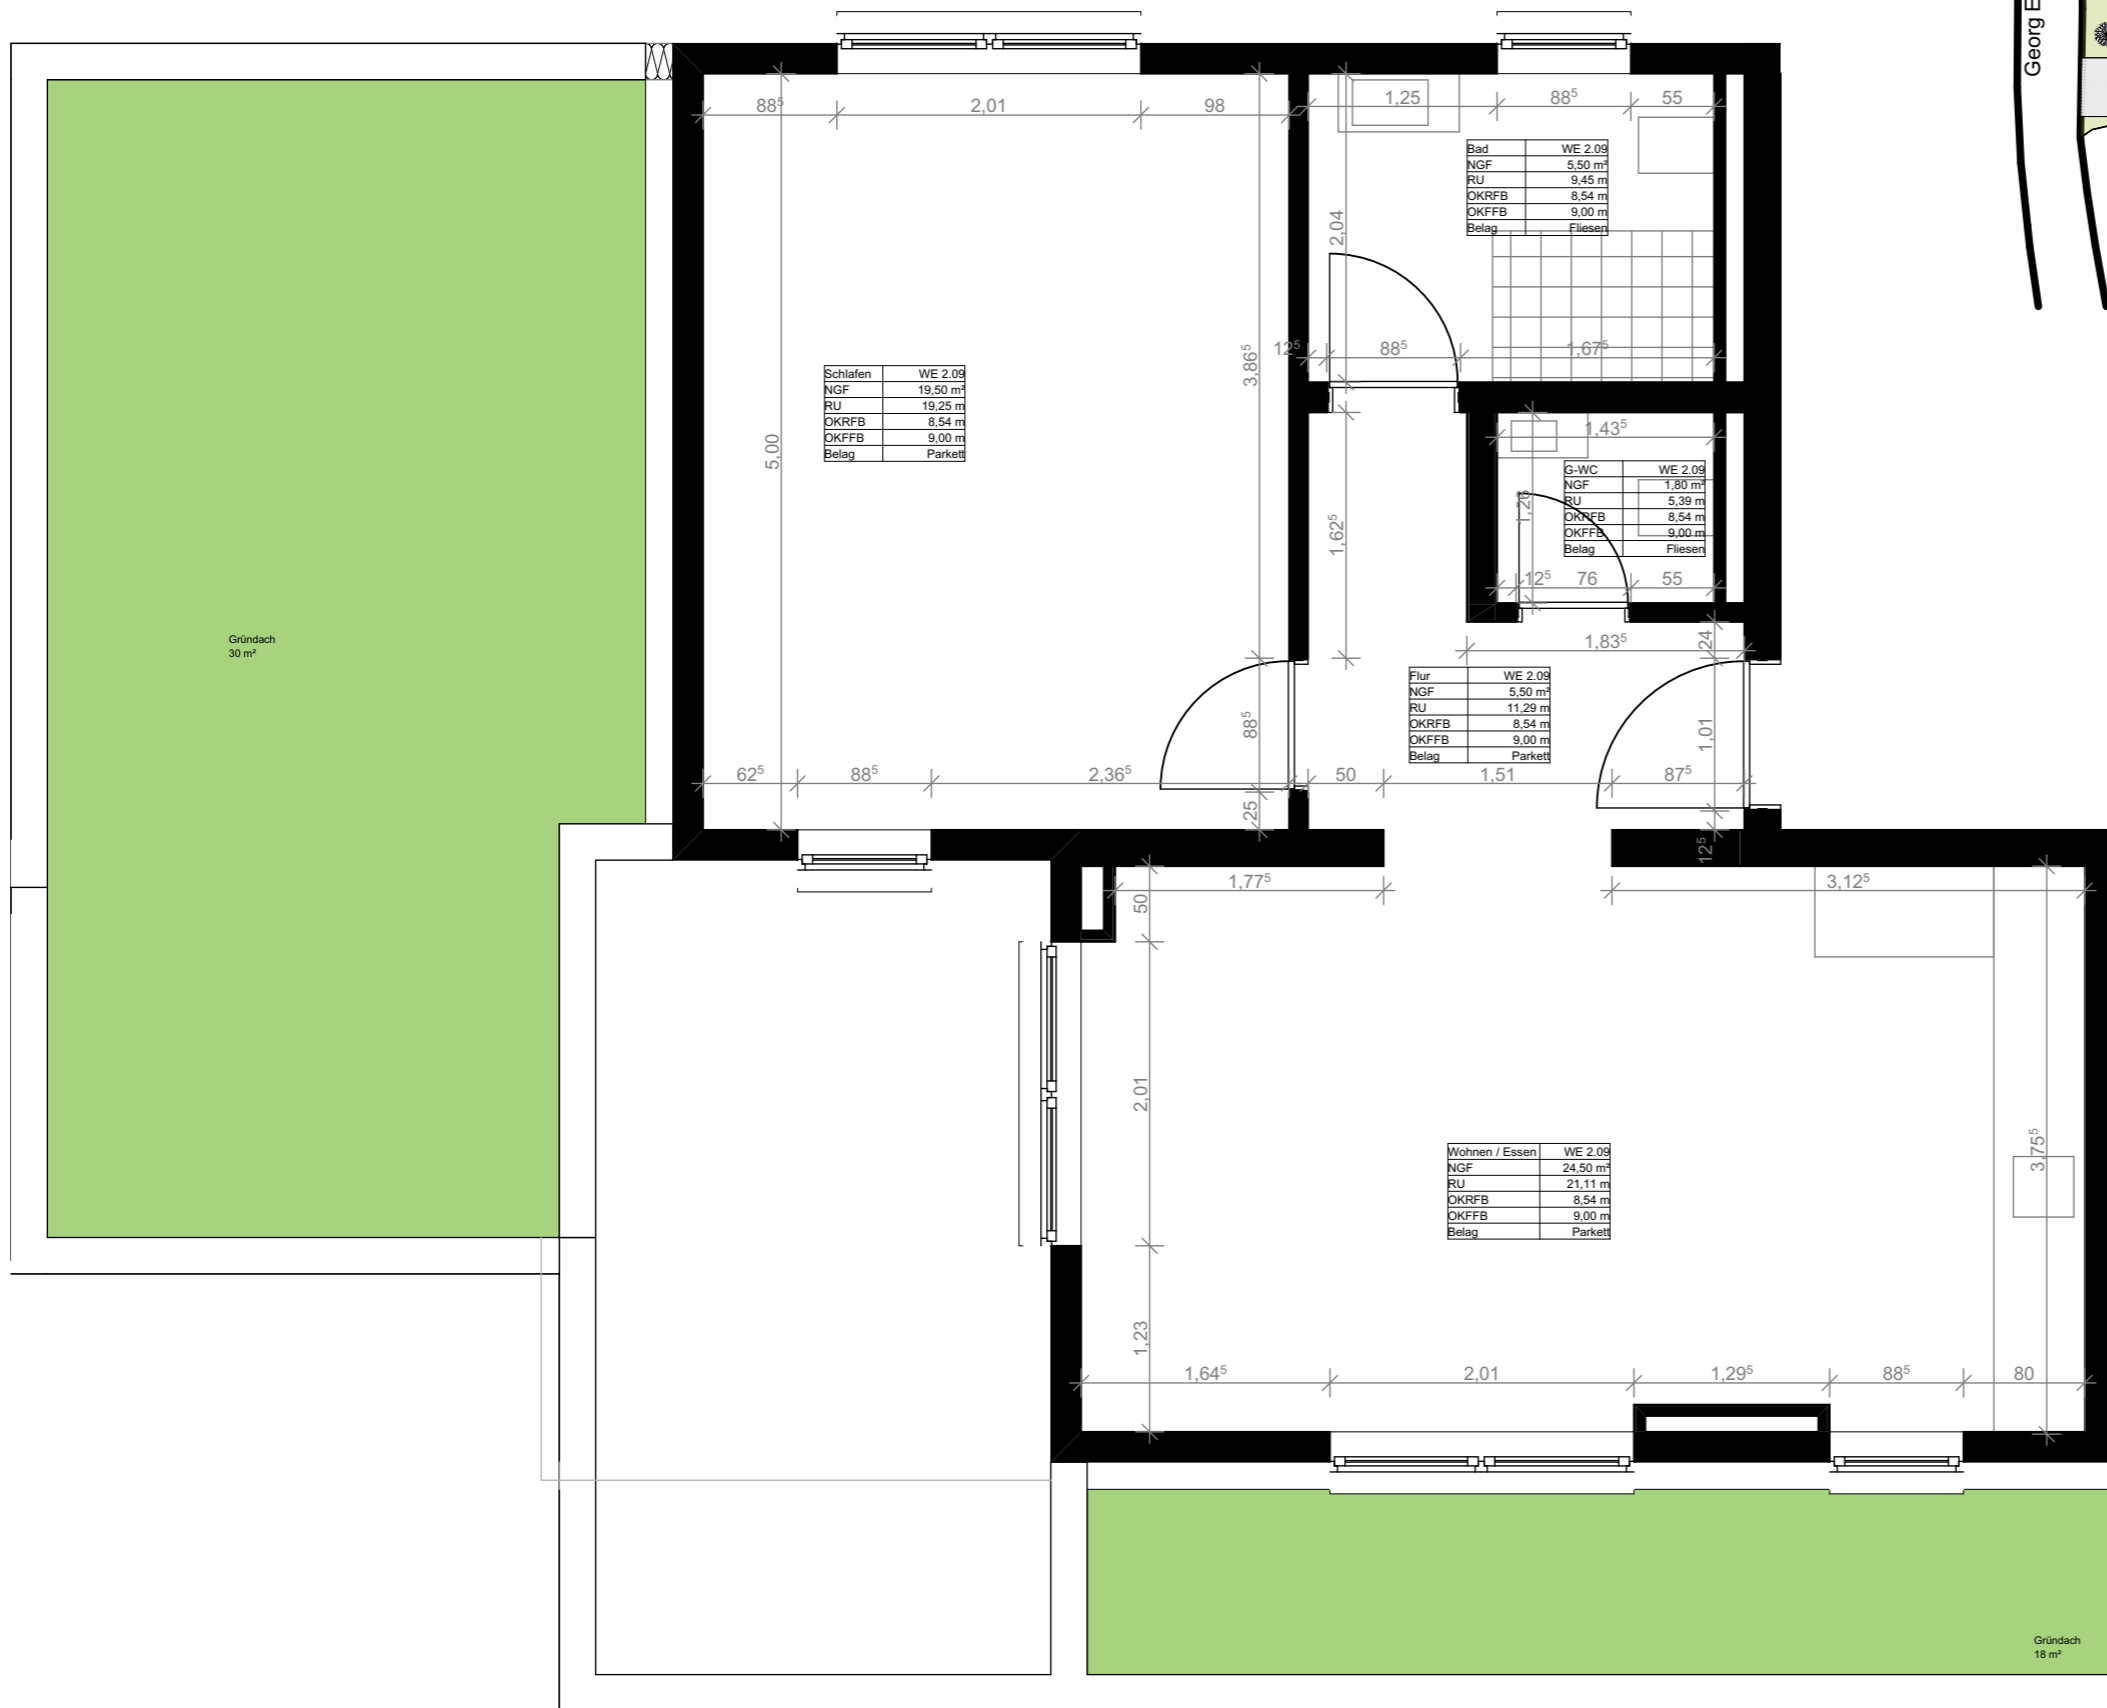 Georg E
88⁵ 2,01 98
1,25 88⁵ 55
Bad WE 2.09
NGF 5,50 m²
RU 9,45 m
OKRFB 8,54 m
OKFFB 9,00 m
Belag Fliesen
2,04
3,86⁵
12⁵ 88⁵ 1,67⁵
Schlafen WE 2.09
NGF 19,50 m²
RU 19,25 m
OKRFB 8,54 m
OKFFB 9,00 m
Belag Parkett
5,00
1,43⁵
G-WC WE 2.09
NGF 1,80 m²
RU 5,39 m
OKRFB 8,54 m
OKFFB 9,00 m
Belag Fliesen
1,62⁵
12⁵ 76 55
Gründach
30 m²
1,83⁵
24
Flur WE 2.09
NGF 5,50 m²
RU 11,29 m
OKRFB 8,54 m
OKFFB 9,00 m
Belag Parkett
88⁵
1,01
62⁵ 88⁵ 2,36⁵
50 1,51 87⁵
25
12⁵
1,77⁵
3,12⁵
50
2,01
Wohnen / Essen WE 2.09
NGF 24,50 m²
RU 21,11 m
OKRFB 8,54 m
OKFFB 9,00 m
Belag Parkett
3,75⁵
1,23
1,64⁵ 2,01 1,29⁵ 88⁵ 80
Gründach
18 m²